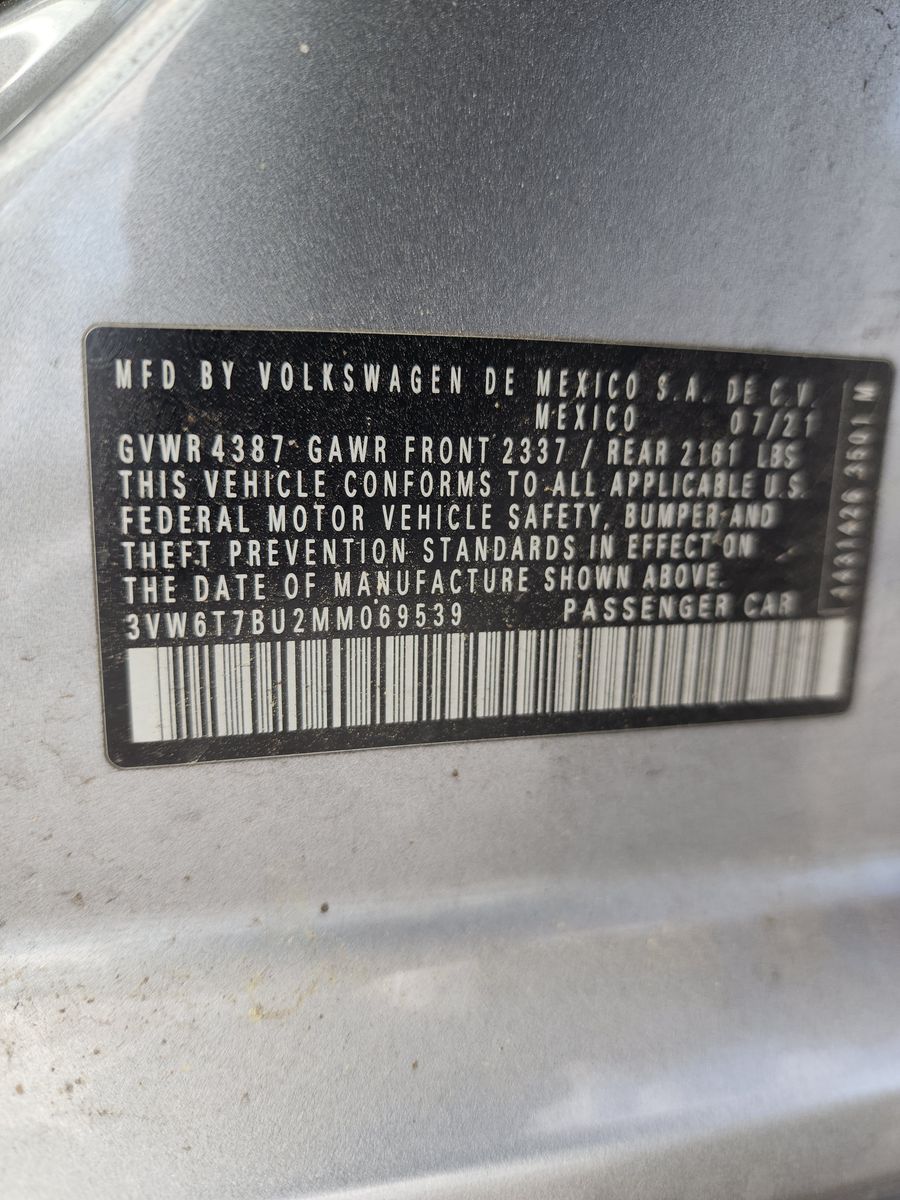 MFD BY VOLKSWAGEN DE MEXICO S.A. DE C.V.
MEXICO 07/21
GVWR 4387 GAWR FRONT 2337 / REAR 2161 LBS
THIS VEHICLE CONFORMS TO ALL APPLICABLE U.S.
FEDERAL MOTOR VEHICLE SAFETY, BUMPER AND
THEFT PREVENTION STANDARDS IN EFFECT ON
THE DATE OF MANUFACTURE SHOWN ABOVE.
3VW6T7BU2MM069539 PASSENGER CAR
M